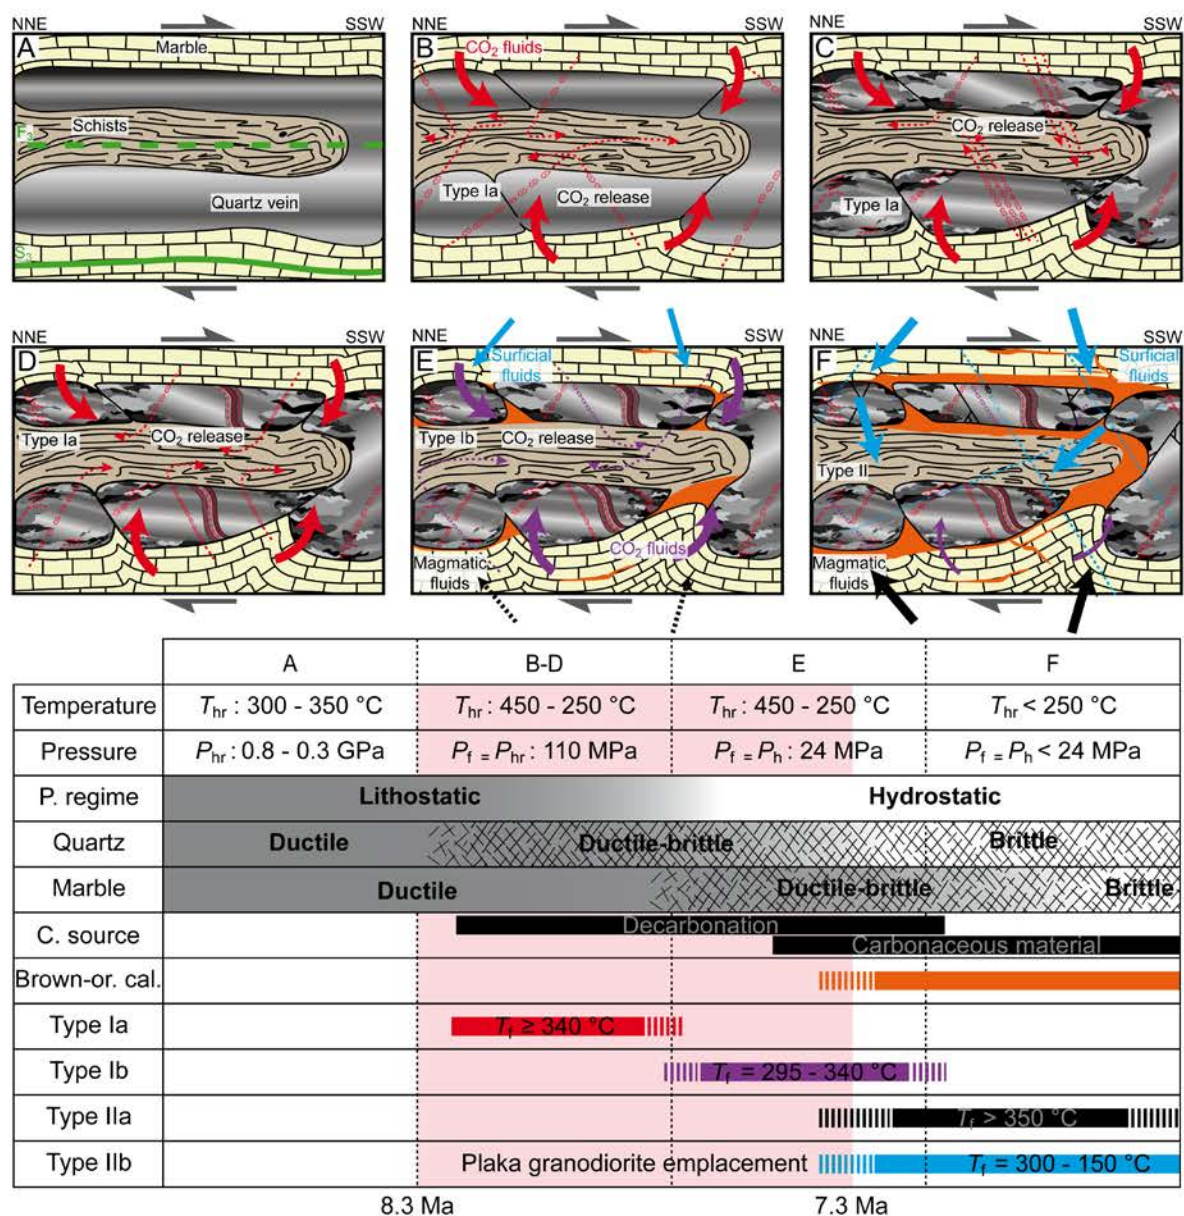 NNE SSW
A
Marble
Schists
F3
Quartz vein
S3
NNE SSW
B
CO2 fluids
Type Ia
CO2 release
NNE SSW
C
CO2 release
Type Ia
NNE SSW
D
Type Ia
CO2 release
NNE SSW
E
Surficial
fluids
Type Ib
CO2 release
CO2 fluids
Magmatic
fluids
NNE SSW
F
Surficial
fluids
Type II
Magmatic
fluids
A B-D E F
Temperature Thr : 300 - 350 °C Thr : 450 - 250 °C Thr : 450 - 250 °C Thr < 250 °C
Pressure Phr : 0.8 - 0.3 GPa Pf = Phr : 110 MPa Pf = Ph : 24 MPa Pf = Ph < 24 MPa
P. regime Lithostatic Hydrostatic
Quartz Ductile Ductile-brittle Brittle
Marble Ductile Ductile-brittle Brittle
C. source Decarbonation
Carbonaceous material
Brown-or. cal.
Type Ia Tf ≥ 340 °C
Type Ib Tf = 295 - 340 °C
Type IIa Tf > 350 °C
Type IIb Plaka granodiorite emplacement Tf = 300 - 150 °C
8.3 Ma 7.3 Ma